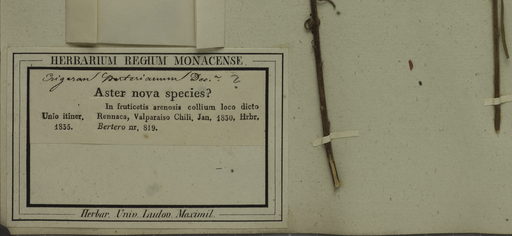 HERBARIUM REGIUM MONACENSE.
Erigeron Berterianum Dec. ?
Aster nova species?
In fruticetis arenosis collium loco dicto
Unio itiner, Rennaca, Valparaiso Chili, Jan. 1830, Hrbr.
1835. Bertero nr. 819.
Herbar. Univ. Ludov. Maximil.